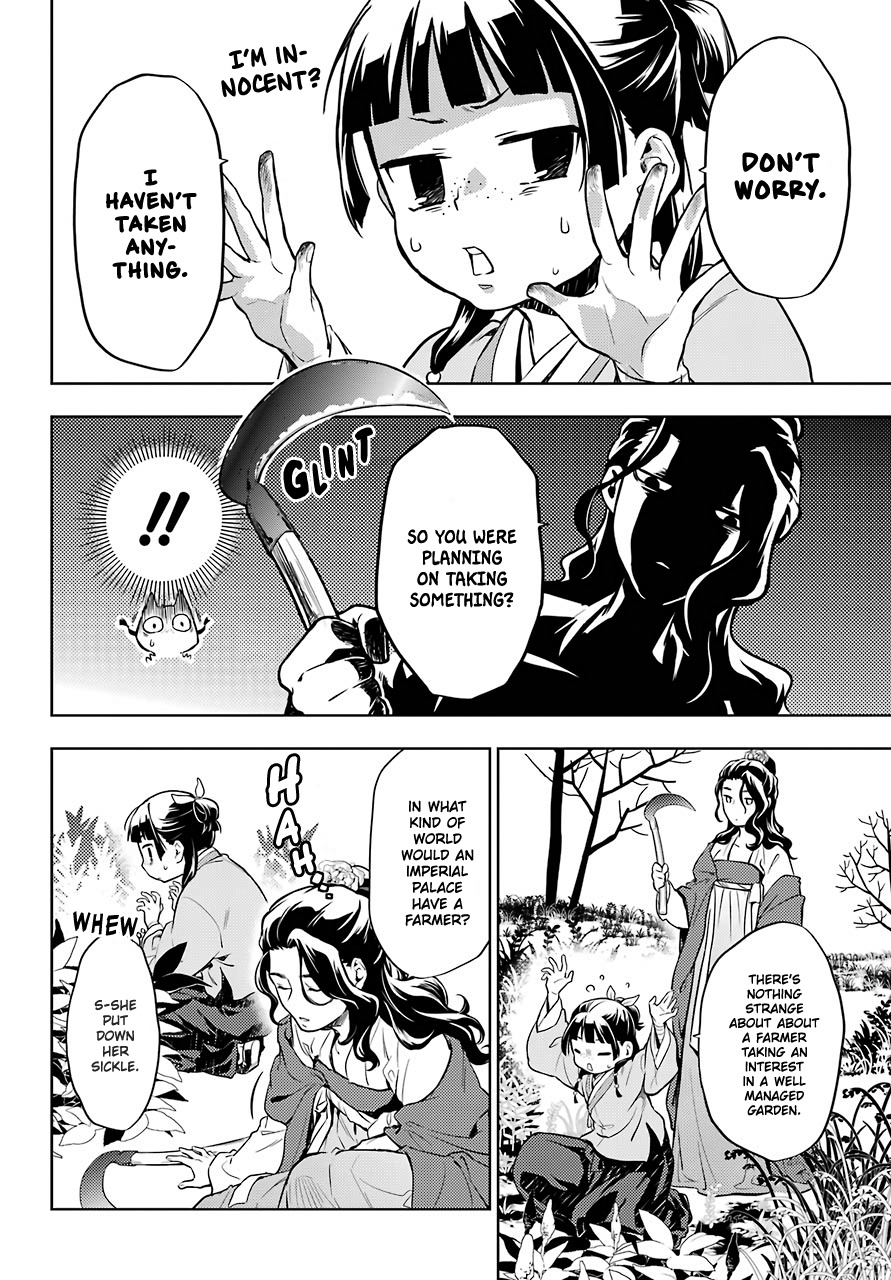 DON'T
WORRY.
I'M IN-
NOCENT?
I
HAVEN'T
TAKEN
ANY-
THING.
SO YOU WERE
PLANNING
ON TAKING
SOMETHING?
GLINT
!!
THERE'S
NOTHING
STRANGE
ABOUT ABOUT
A FARMER
TAKING AN
INTEREST
IN A WELL
MANAGED
GARDEN.
IN WHAT
KIND OF
WORLD
WOULD AN
IMPERIAL
PALACE
HAVE A
FARMER?
HAH...
WHEW...
S-SHE
PUT
DOWN
HER
SICKLE.